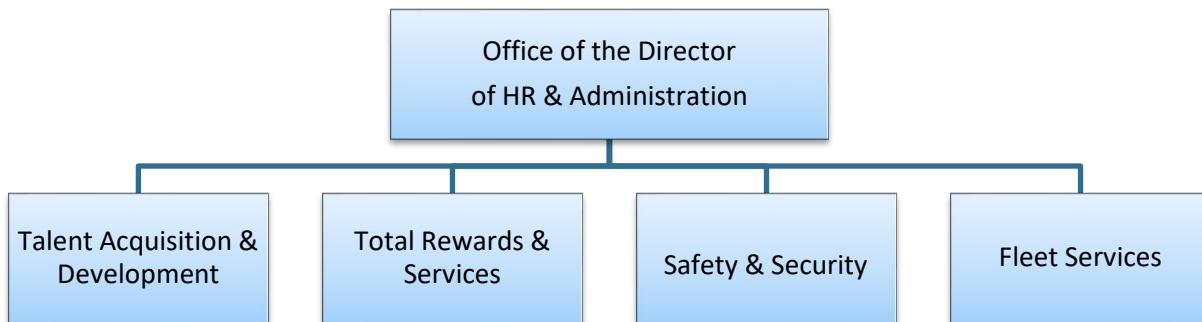 Office of the Director
of HR & Administration
Talent Acquisition &
Development
Total Rewards &
Services
Safety & Security
Fleet Services